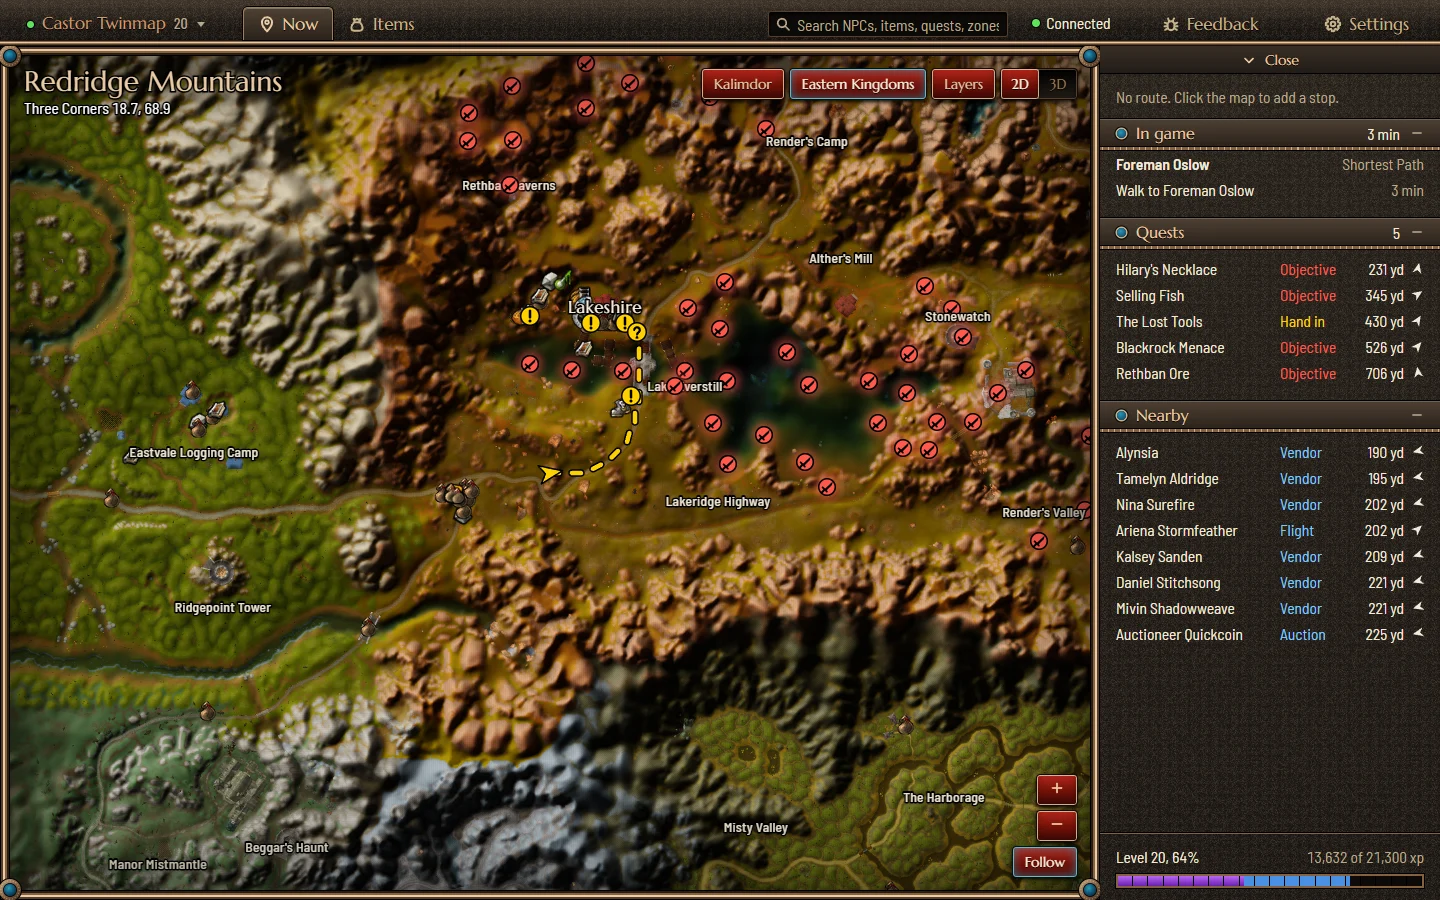 Castor Twinmap 20
Now
Items
Search NPCs, items, quests, zones
Connected
Feedback
Settings
Redridge Mountains
Three Corners 18.7, 68.9
Kalimdor
Eastern Kingdoms
Layers
2D
3D
Render's Camp
Alther's Mill
Lakeshire
Stonewatch
Eastvale Logging Camp
Lakeridge Highway
Render's Valley
Ridgepoint Tower
The Harborage
Misty Valley
Beggar's Haunt
Manor Mistmantle
+
−
Follow
Close
No route. Click the map to add a stop.
In game 3 min −
Foreman Oslow Shortest Path
Walk to Foreman Oslow 3 min
Quests 5 −
Hilary's Necklace Objective 231 yd
Selling Fish Objective 345 yd
The Lost Tools Hand in 430 yd
Blackrock Menace Objective 526 yd
Rethban Ore Objective 706 yd
Nearby −
Alynsia Vendor 190 yd
Tamelyn Aldridge Vendor 195 yd
Nina Surefire Vendor 202 yd
Ariena Stormfeather Flight 202 yd
Kalsey Sanden Vendor 209 yd
Daniel Stitchsong Vendor 221 yd
Mivin Shadowweave Vendor 221 yd
Auctioneer Quickcoin Auction 225 yd
Level 20, 64% 13,632 of 21,300 xp